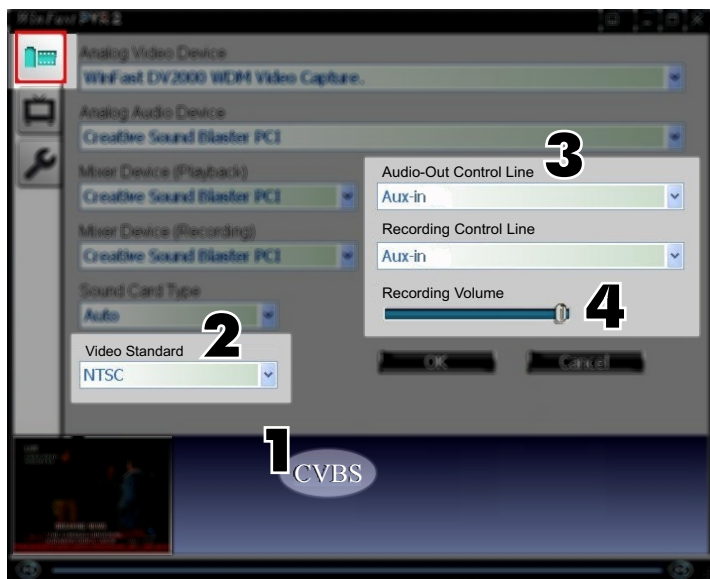 WinFast PVR 2
Analog Video Device
WinFast DV2000 WDM Video Capture.
Analog Audio Device
Creative Sound Blaster PCI
3
Mixer Device (Playback)
Creative Sound Blaster PCI
Audio-Out Control Line
Aux-in
Mixer Device (Recording)
Creative Sound Blaster PCI
Recording Control Line
Aux-in
Sound Card Type
Auto
Recording Volume
4
2
Video Standard
NTSC
OK
Cancel
1
CVBS